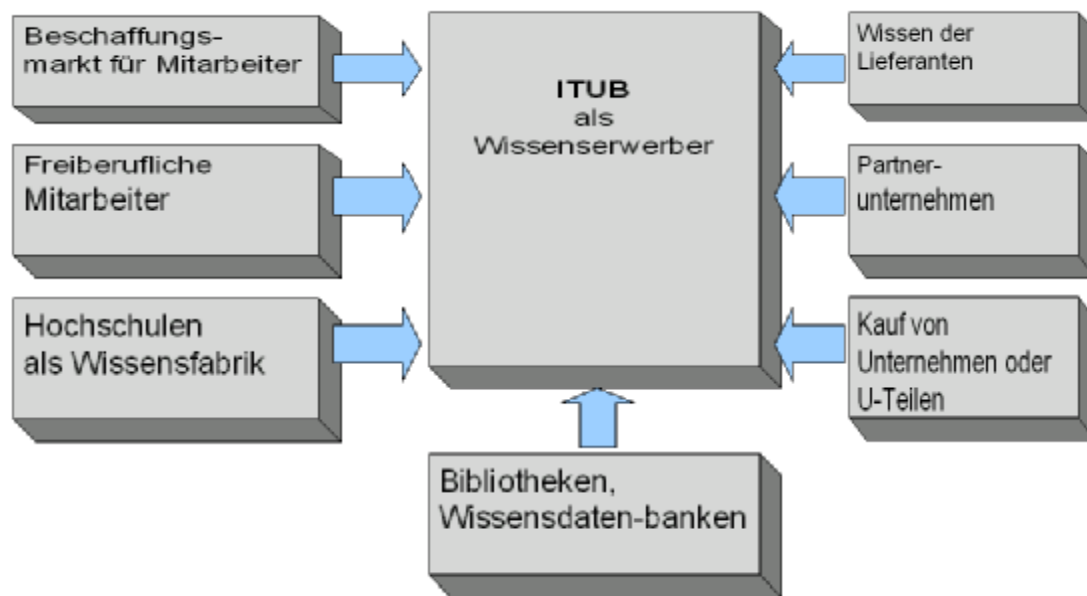 Beschaffungs-
markt für Mitarbeiter
Freiberufliche
Mitarbeiter
Hochschulen
als Wissensfabrik
ITUB
als
Wissenserwerber
Wissen der
Lieferanten
Partner-
unternehmen
Kauf von
Unternehmen oder
U-Teilen
Bibliotheken,
Wissensdaten-banken